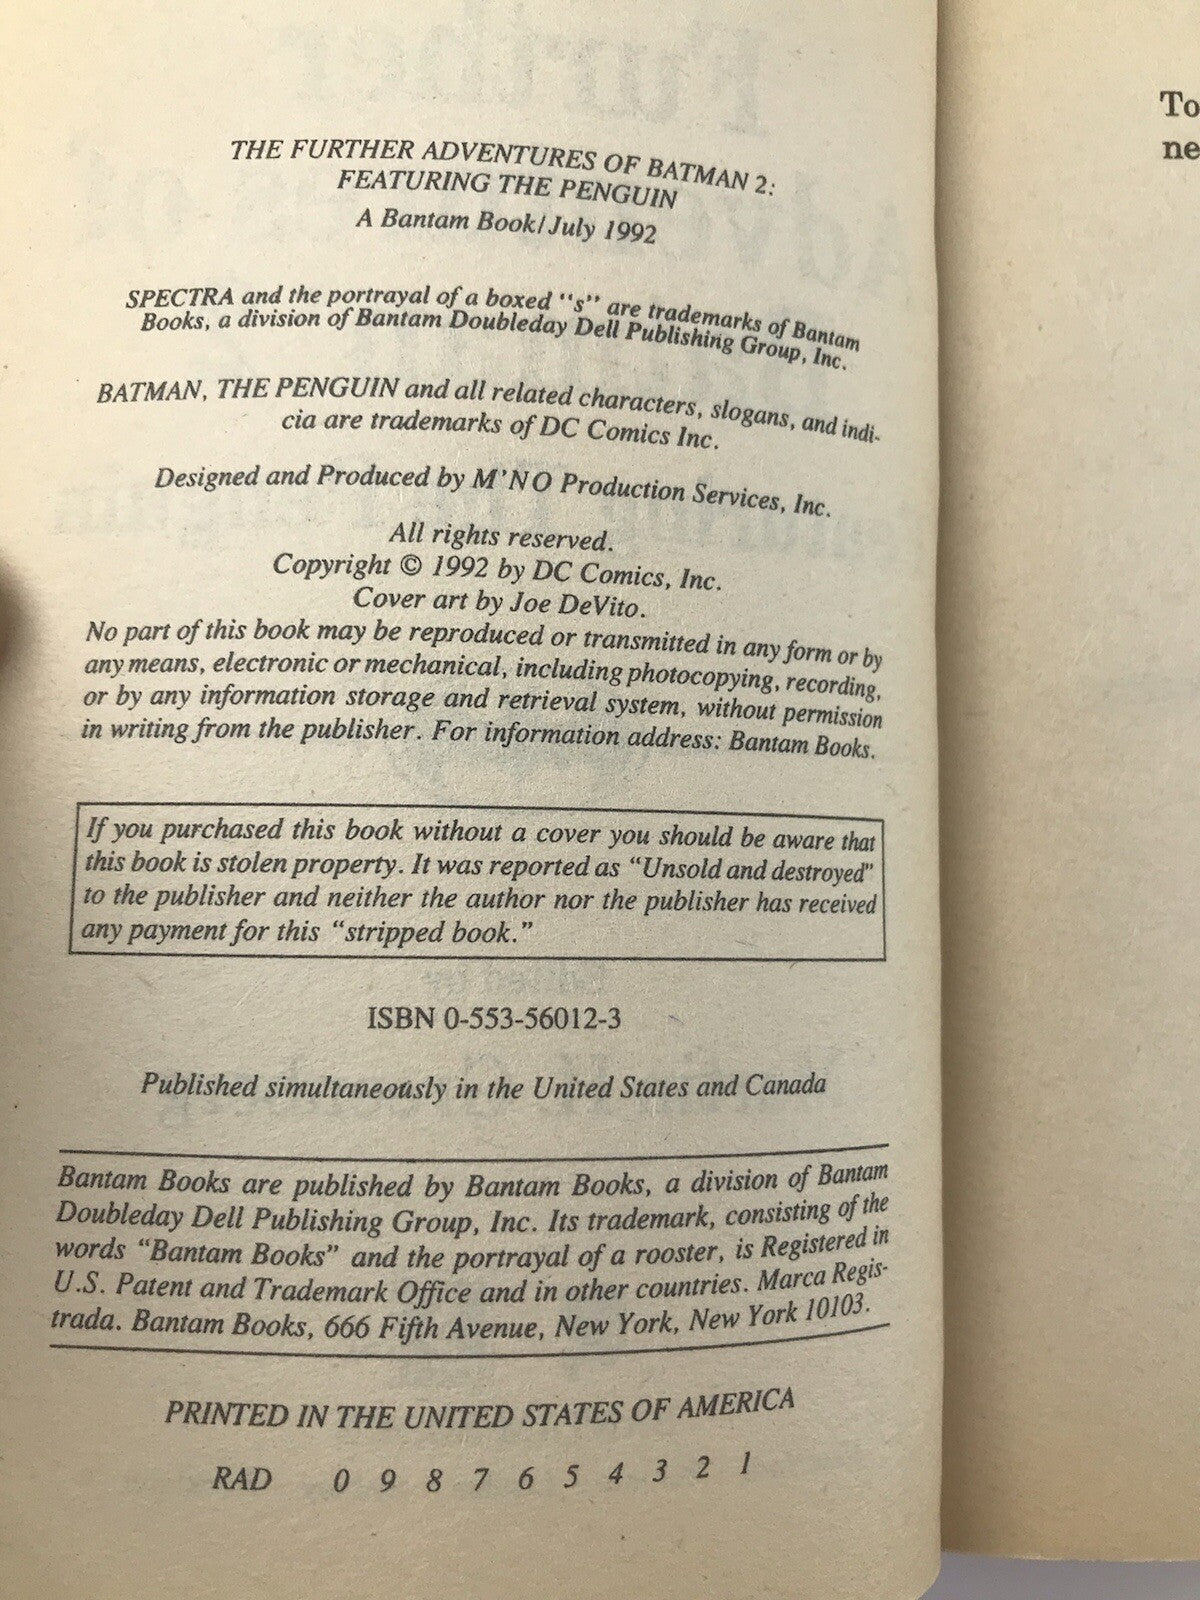 THE FURTHER ADVENTURES OF BATMAN 2:
FEATURING THE PENGUIN
A Bantam Book/July 1992
SPECTRA and the portrayal of a boxed "s" are trademarks of Bantam
Books, a division of Bantam Doubleday Dell Publishing Group, Inc.
BATMAN, THE PENGUIN and all related characters, slogans, and indi-
cia are trademarks of DC Comics Inc.
Designed and Produced by M'NO Production Services, Inc.
All rights reserved.
Copyright © 1992 by DC Comics, Inc.
Cover art by Joe DeVito.
No part of this book may be reproduced or transmitted in any form or by
any means, electronic or mechanical, including photocopying, recording,
or by any information storage and retrieval system, without permission
in writing from the publisher. For information address: Bantam Books.
If you purchased this book without a cover you should be aware that
this book is stolen property. It was reported as "Unsold and destroyed"
to the publisher and neither the author nor the publisher has received
any payment for this "stripped book."
ISBN 0-553-56012-3
Published simultaneously in the United States and Canada
Bantam Books are published by Bantam Books, a division of Bantam
Doubleday Dell Publishing Group, Inc. Its trademark, consisting of the
words "Bantam Books" and the portrayal of a rooster, is Registered in
U.S. Patent and Trademark Office and in other countries. Marca Regis-
trada. Bantam Books, 666 Fifth Avenue, New York, New York 10103.
PRINTED IN THE UNITED STATES OF AMERICA
RAD 0 9 8 7 6 5 4 3 2 1
To
ne